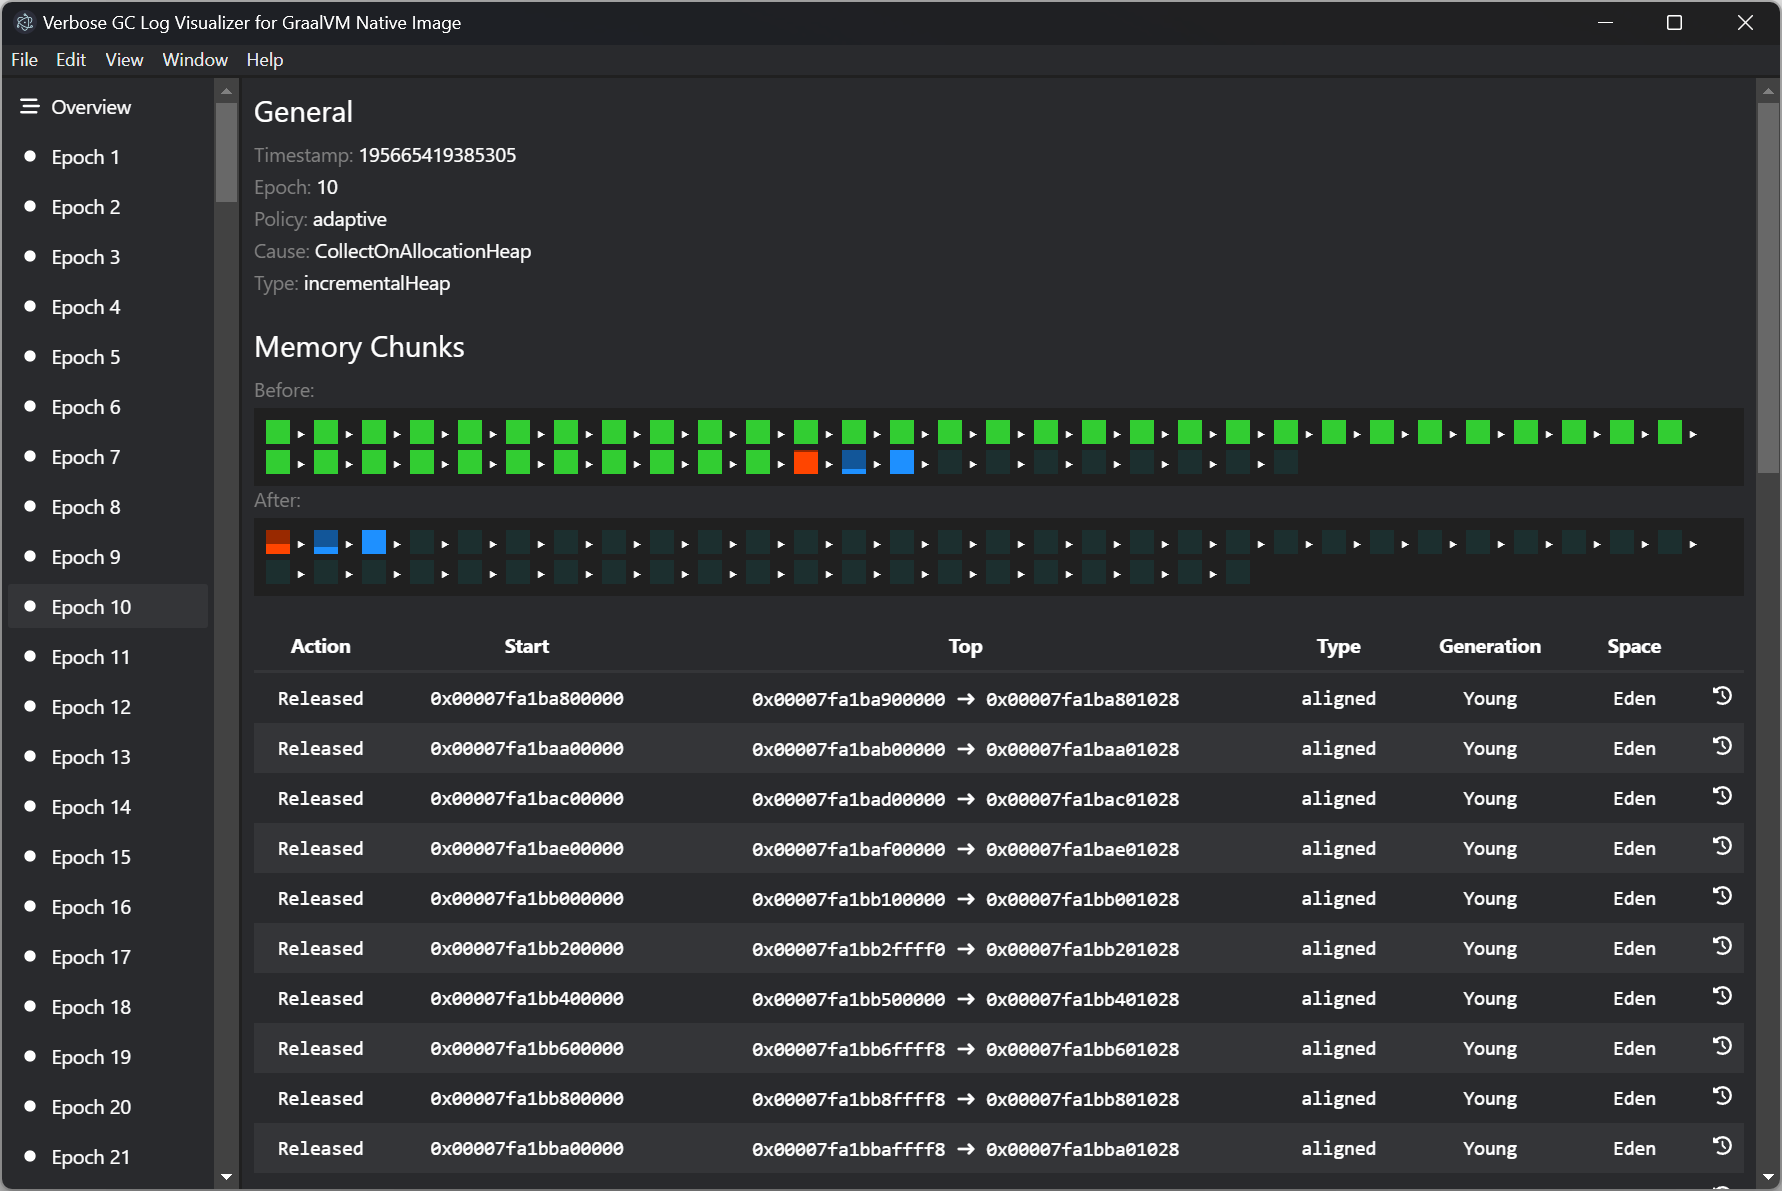 Verbose GC Log Visualizer for GraalVM Native Image
File Edit View Window Help
Overview
Epoch 1
Epoch 2
Epoch 3
Epoch 4
Epoch 5
Epoch 6
Epoch 7
Epoch 8
Epoch 9
Epoch 10
Epoch 11
Epoch 12
Epoch 13
Epoch 14
Epoch 15
Epoch 16
Epoch 17
Epoch 18
Epoch 19
Epoch 20
Epoch 21
General
Timestamp: 195665419385305
Epoch: 10
Policy: adaptive
Cause: CollectOnAllocationHeap
Type: incrementalHeap
Memory Chunks
Before:
After:
Action Start Top Type Generation Space
Released 0x00007fa1ba800000 0x00007fa1ba900000 → 0x00007fa1ba801028 aligned Young Eden
Released 0x00007fa1baa00000 0x00007fa1bab00000 → 0x00007fa1baa01028 aligned Young Eden
Released 0x00007fa1bac00000 0x00007fa1bad00000 → 0x00007fa1bac01028 aligned Young Eden
Released 0x00007fa1bae00000 0x00007fa1baf00000 → 0x00007fa1bae01028 aligned Young Eden
Released 0x00007fa1bb000000 0x00007fa1bb100000 → 0x00007fa1bb001028 aligned Young Eden
Released 0x00007fa1bb200000 0x00007fa1bb2ffff0 → 0x00007fa1bb201028 aligned Young Eden
Released 0x00007fa1bb400000 0x00007fa1bb500000 → 0x00007fa1bb401028 aligned Young Eden
Released 0x00007fa1bb600000 0x00007fa1bb6ffff8 → 0x00007fa1bb601028 aligned Young Eden
Released 0x00007fa1bb800000 0x00007fa1bb8ffff8 → 0x00007fa1bb801028 aligned Young Eden
Released 0x00007fa1bba00000 0x00007fa1bbaffff8 → 0x00007fa1bba01028 aligned Young Eden